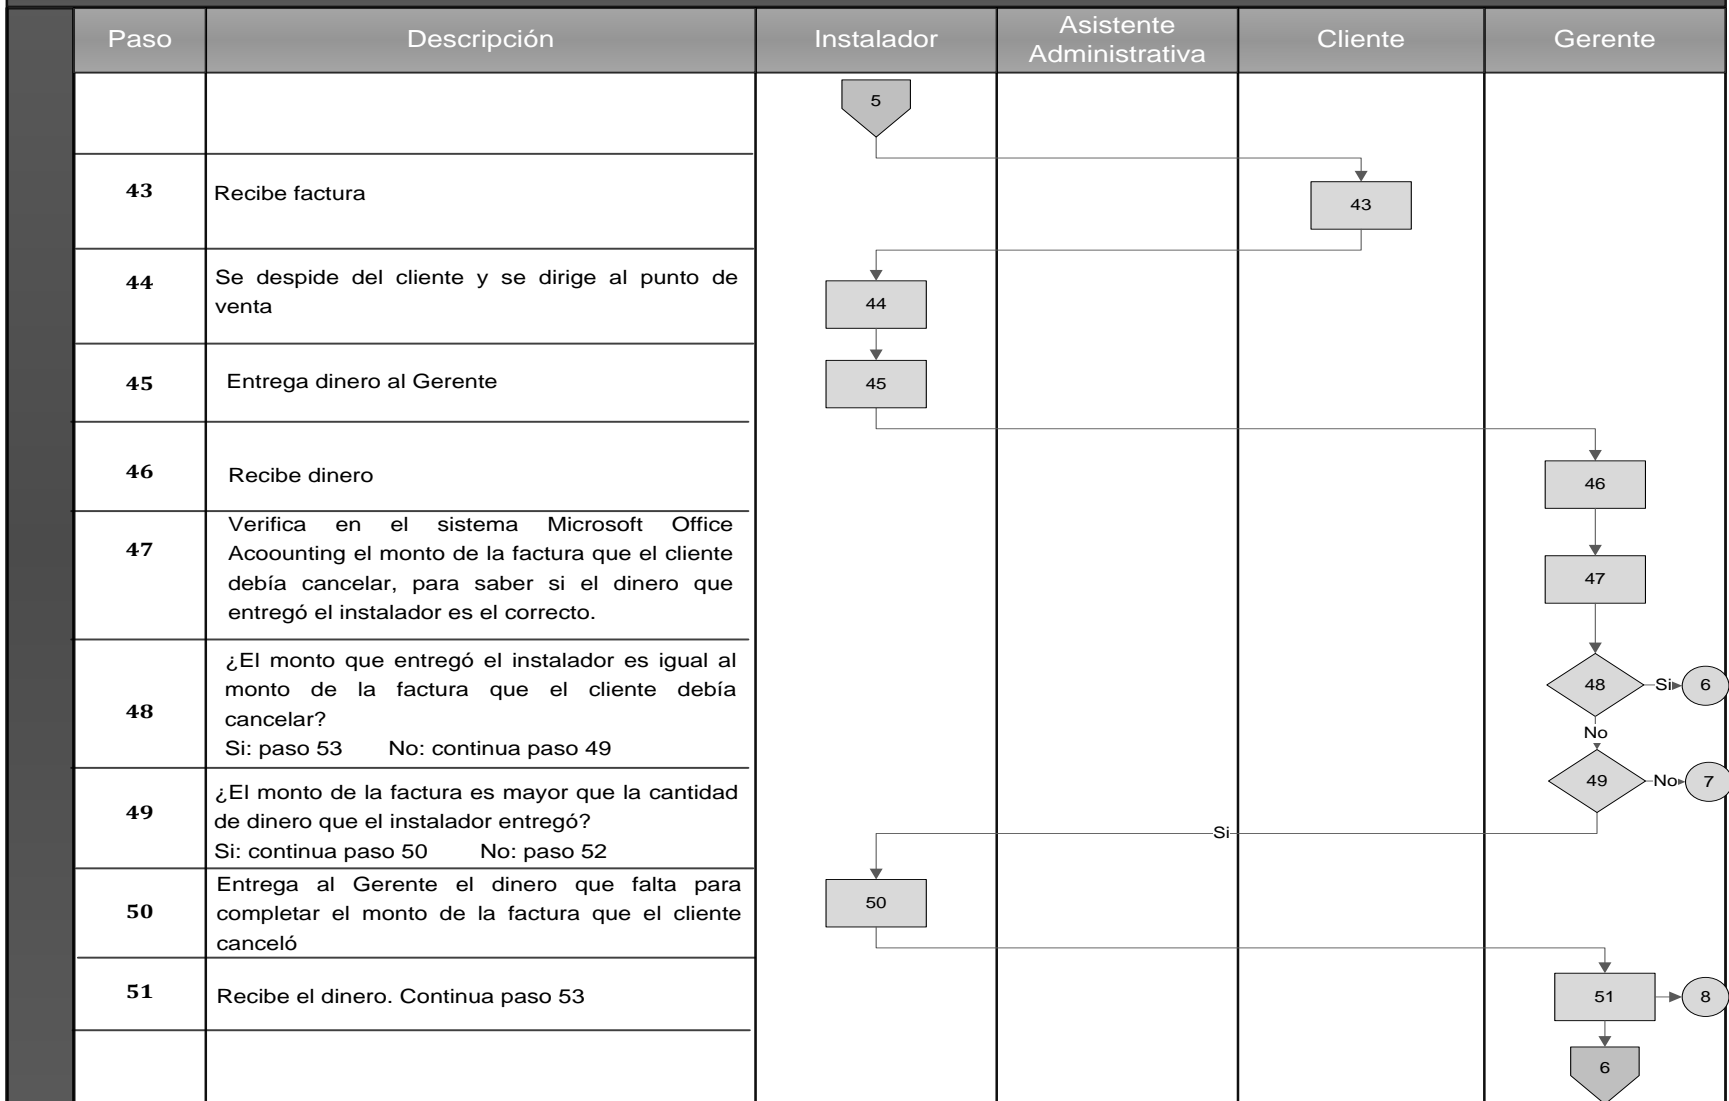 Paso
Descripción
Instalador
Asistente
Administrativa
Cliente
Gerente
5
43
Recibe factura
43
44
Se despide del cliente y se dirige al punto de
venta
44
45
Entrega dinero al Gerente
45
46
Recibe dinero
46
47
Verifica en el sistema Microsoft Office
Acoounting el monto de la factura que el cliente
debía cancelar, para saber si el dinero que
entregó el instalador es el correcto.
47
48
¿El monto que entregó el instalador es igual al
monto de la factura que el cliente debía
cancelar?
Si: paso 53 No: continua paso 49
48
Si
6
No
49
¿El monto de la factura es mayor que la cantidad
de dinero que el instalador entregó?
Si: continua paso 50 No: paso 52
49
No
7
Si
50
Entrega al Gerente el dinero que falta para
completar el monto de la factura que el cliente
canceló
50
51
Recibe el dinero. Continua paso 53
51
8
6